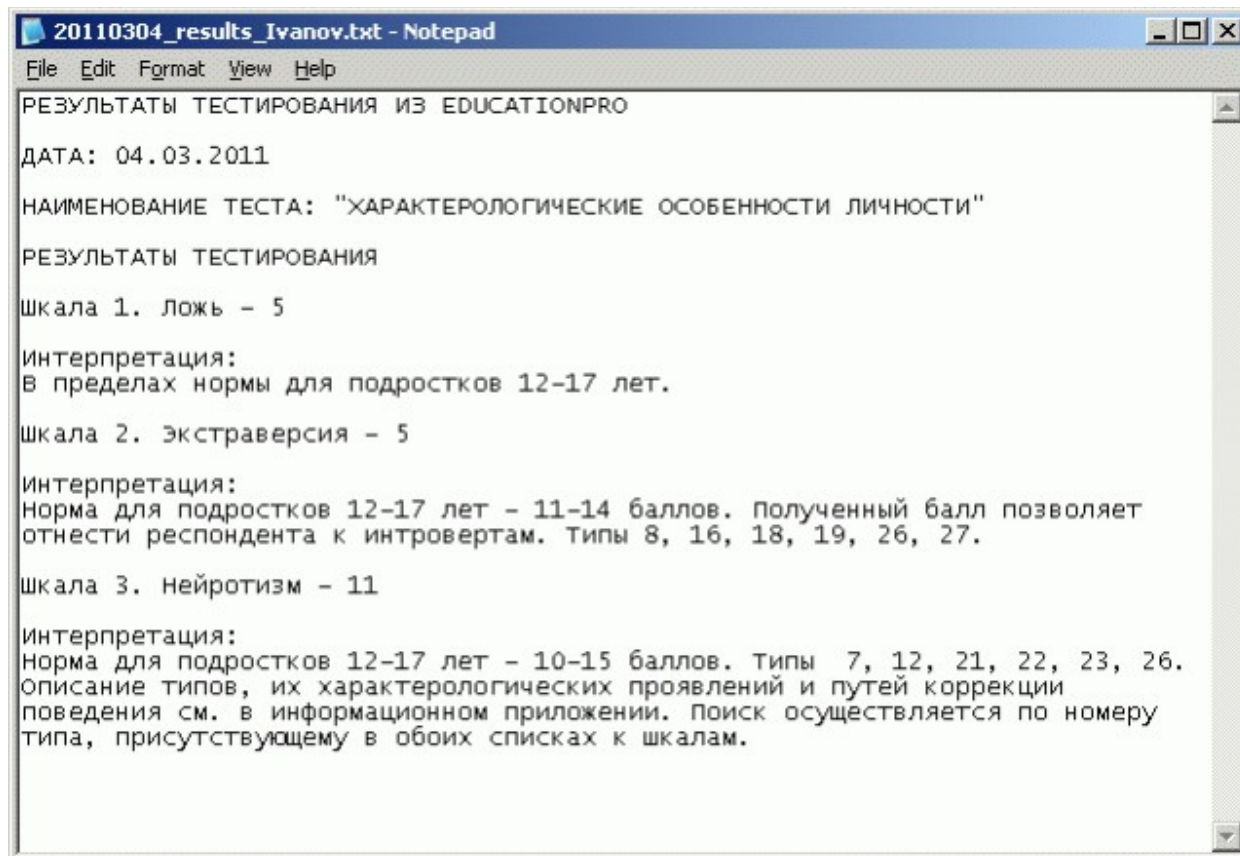 20110304_results_Ivanov.txt - Notepad
File Edit Format View Help
РЕЗУЛЬТАТЫ ТЕСТИРОВАНИЯ ИЗ EDUCATIONPRO
ДАТА: 04.03.2011
НАИМЕНОВАНИЕ ТЕСТА: "ХАРАКТЕРОЛОГИЧЕСКИЕ ОСОБЕННОСТИ ЛИЧНОСТИ"
РЕЗУЛЬТАТЫ ТЕСТИРОВАНИЯ
Шкала 1. Ложь – 5
Интерпретация:
В пределах нормы для подростков 12–17 лет.
Шкала 2. Экстраверсия – 5
Интерпретация:
Норма для подростков 12–17 лет – 11–14 баллов. Полученный балл позволяет
отнести респондента к интровертам. Типы 8, 16, 18, 19, 26, 27.
Шкала 3. Нейротизм – 11
Интерпретация:
Норма для подростков 12–17 лет – 10–15 баллов. Типы  7, 12, 21, 22, 23, 26.
Описание типов, их характерологических проявлений и путей коррекции
поведения см. в информационном приложении. Поиск осуществляется по номеру
типа, присутствующему в обоих списках к шкалам.